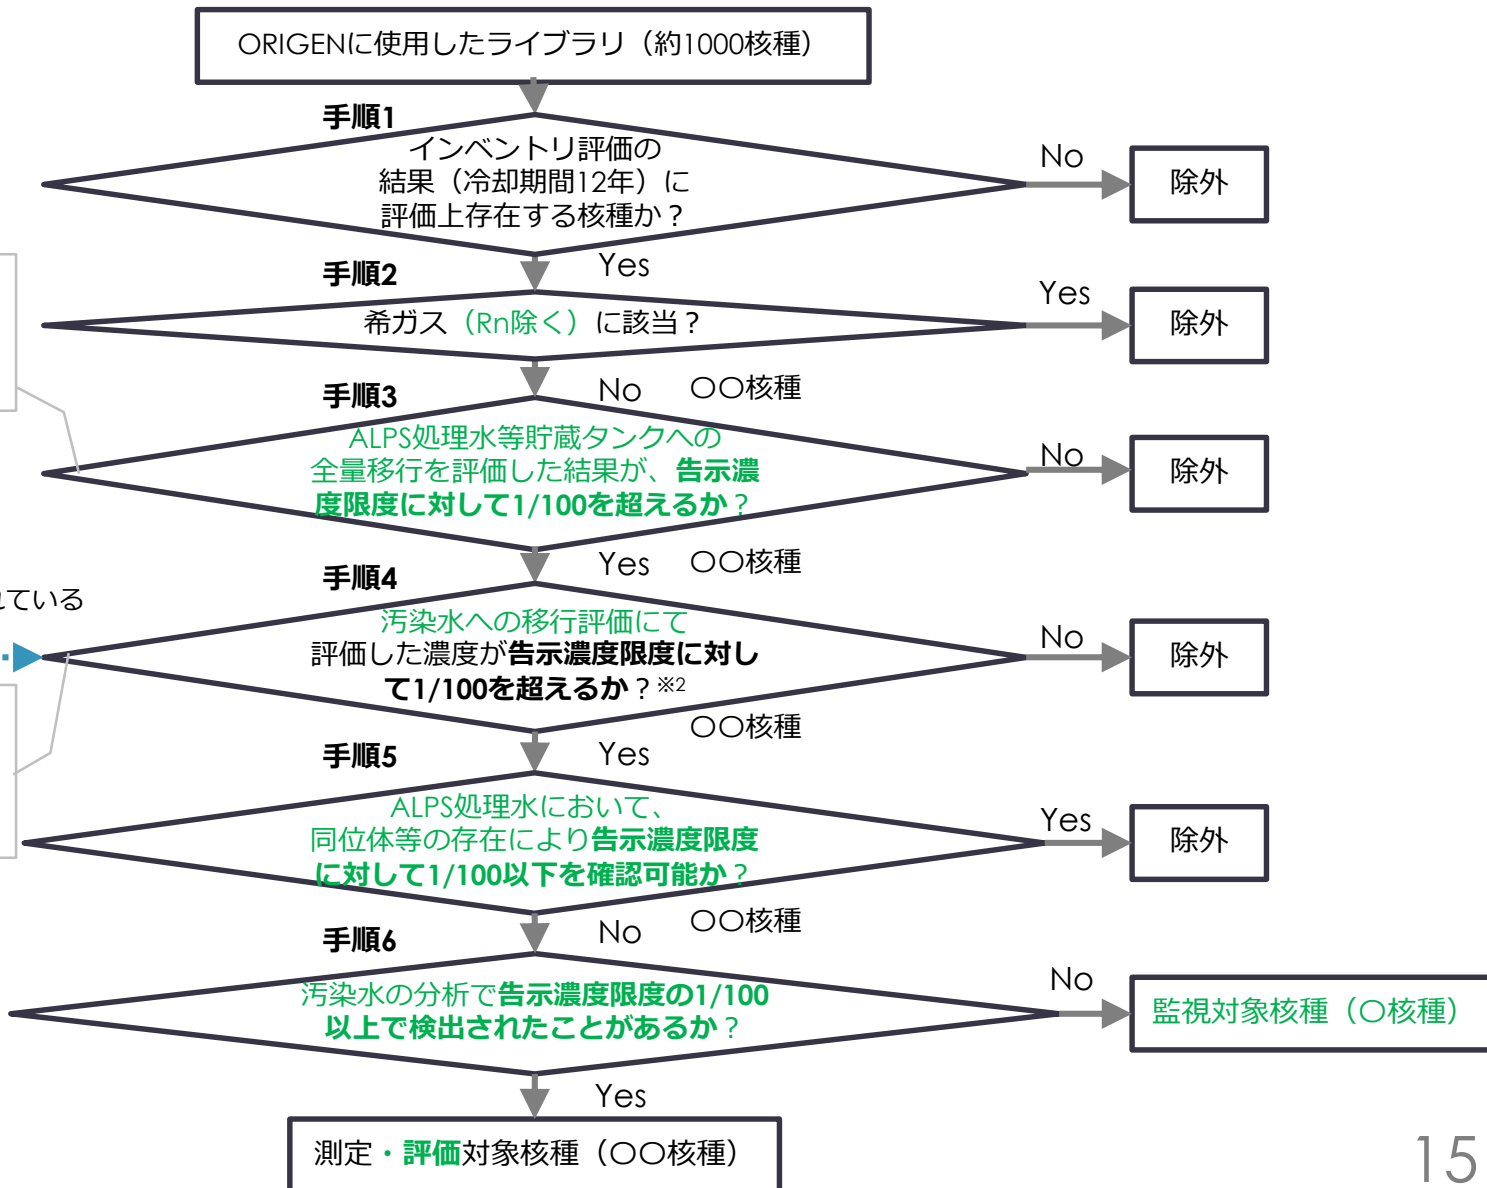 ORIGENに使用したライブラリ（約1000核種）
手順1
インベントリ評価の
結果（冷却期間12年）に
評価上存在する核種か？
No
除外
Yes
手順2
希ガス（Rn除く）に該当？
Yes
除外
No
〇〇核種
手順3
ALPS処理水等貯蔵タンクへの
全量移行を評価した結果が、告示濃
度限度に対して1/100を超えるか？
No
除外
Yes
〇〇核種
手順4
れている
汚染水への移行評価にて
評価した濃度が告示濃度限度に対し
て1/100を超えるか？※2
No
除外
〇〇核種
Yes
手順5
ALPS処理水において、
同位体等の存在により告示濃度限度
に対して1/100以下を確認可能か？
Yes
除外
No
〇〇核種
手順6
汚染水の分析で告示濃度限度の1/100
以上で検出されたことがあるか？
No
監視対象核種（〇核種）
Yes
測定・評価対象核種（〇〇核種）
15